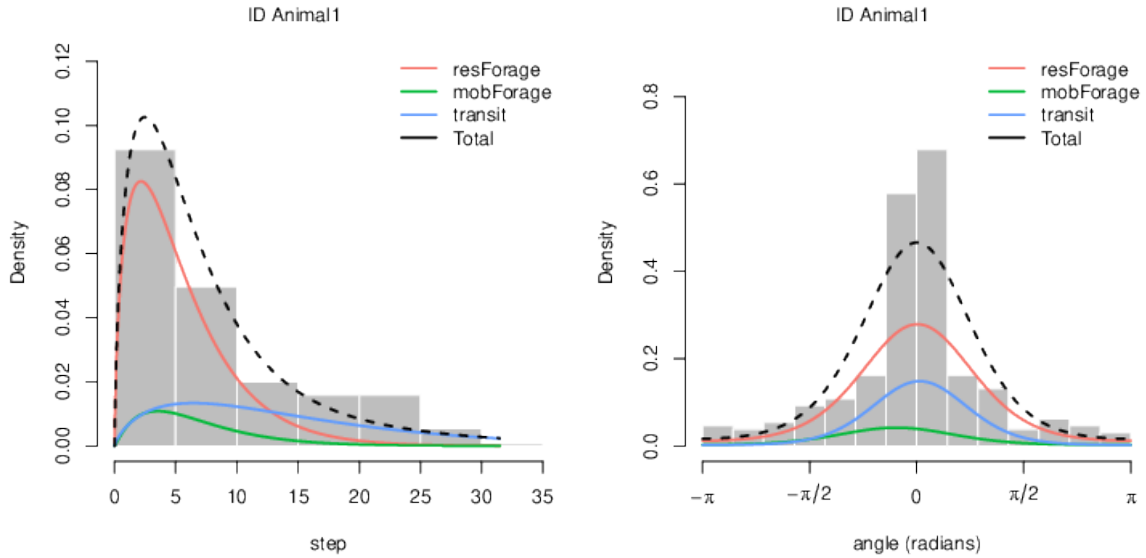 ID Animal1
resForage
mobForage
transit
Total
Density
0.12
0.10
0.08
0.06
0.04
0.02
0.00
0 5 10 15 20 25 30 35
step
ID Animal1
resForage
mobForage
transit
Total
Density
0.8
0.6
0.4
0.2
0.0
−π −π/2 0 π/2 π
angle (radians)